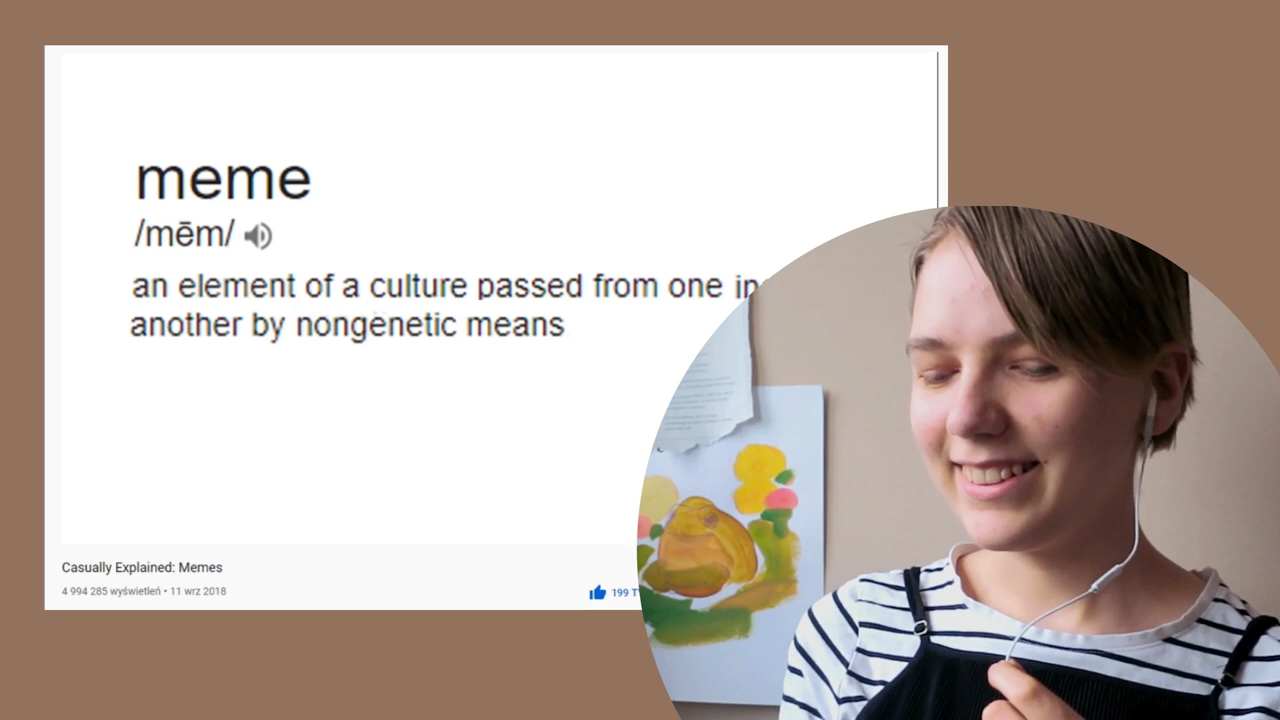 meme
/mēm/
an element of a culture passed from one
another by nongenetic means
Casually Explained: Memes
4 994 285 wyświetleń • 11 wrz 2018
199